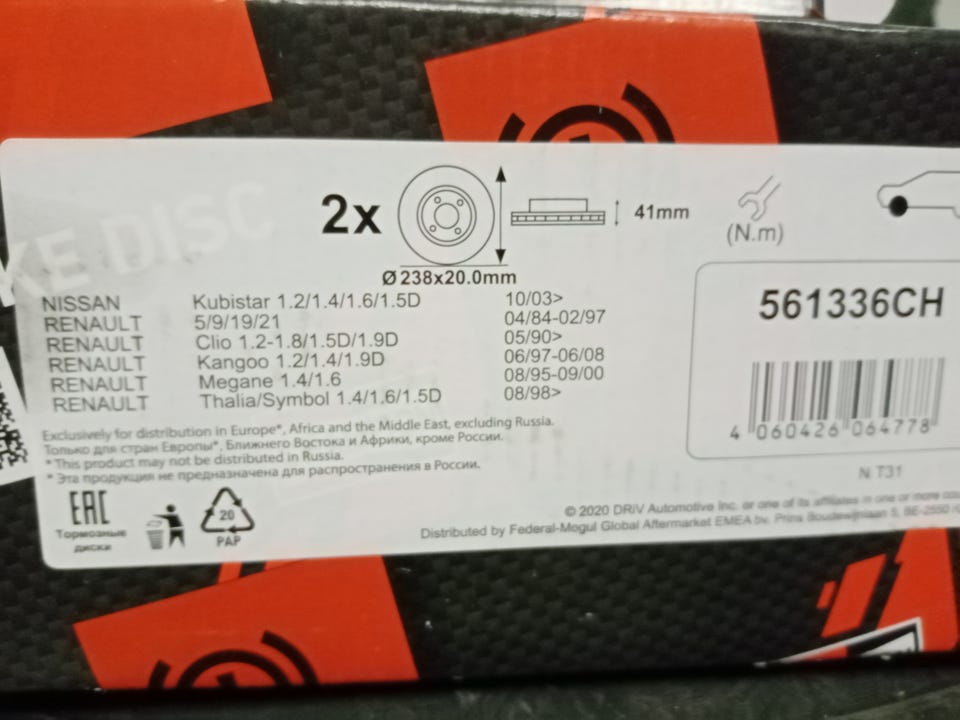 KE DISC
2x
41mm
(N.m)
Ø 238x20.0mm
561336CH
NISSAN Kubistar 1.2/1.4/1.6/1.5D 10/03>
RENAULT 5/9/19/21 04/84-02/97
RENAULT Clio 1.2-1.8/1.5D/1.9D 05/90>
RENAULT Kangoo 1.2/1.4/1.9D 06/97-06/08
RENAULT Megane 1.4/1.6 08/95-09/00
RENAULT Thalia/Symbol 1.4/1.6/1.5D 08/98>
4 060426 064778
Exclusively for distribution in Europe*, Africa and the Middle East, excluding Russia.
Только для стран Европы*, Ближнего Востока и Африки, кроме России.
* This product may not be distributed in Russia.
* Эта продукция не предназначена для распространения в России.
N T31
EAC
Тормозные
диски
20
PAP
© 2020 DRiV Automotive Inc. or one of its affiliates in one or more
Distributed by Federal-Mogul Global Aftermarket EMEA bv. Prins Boudewijnlaan 5, BE-2550